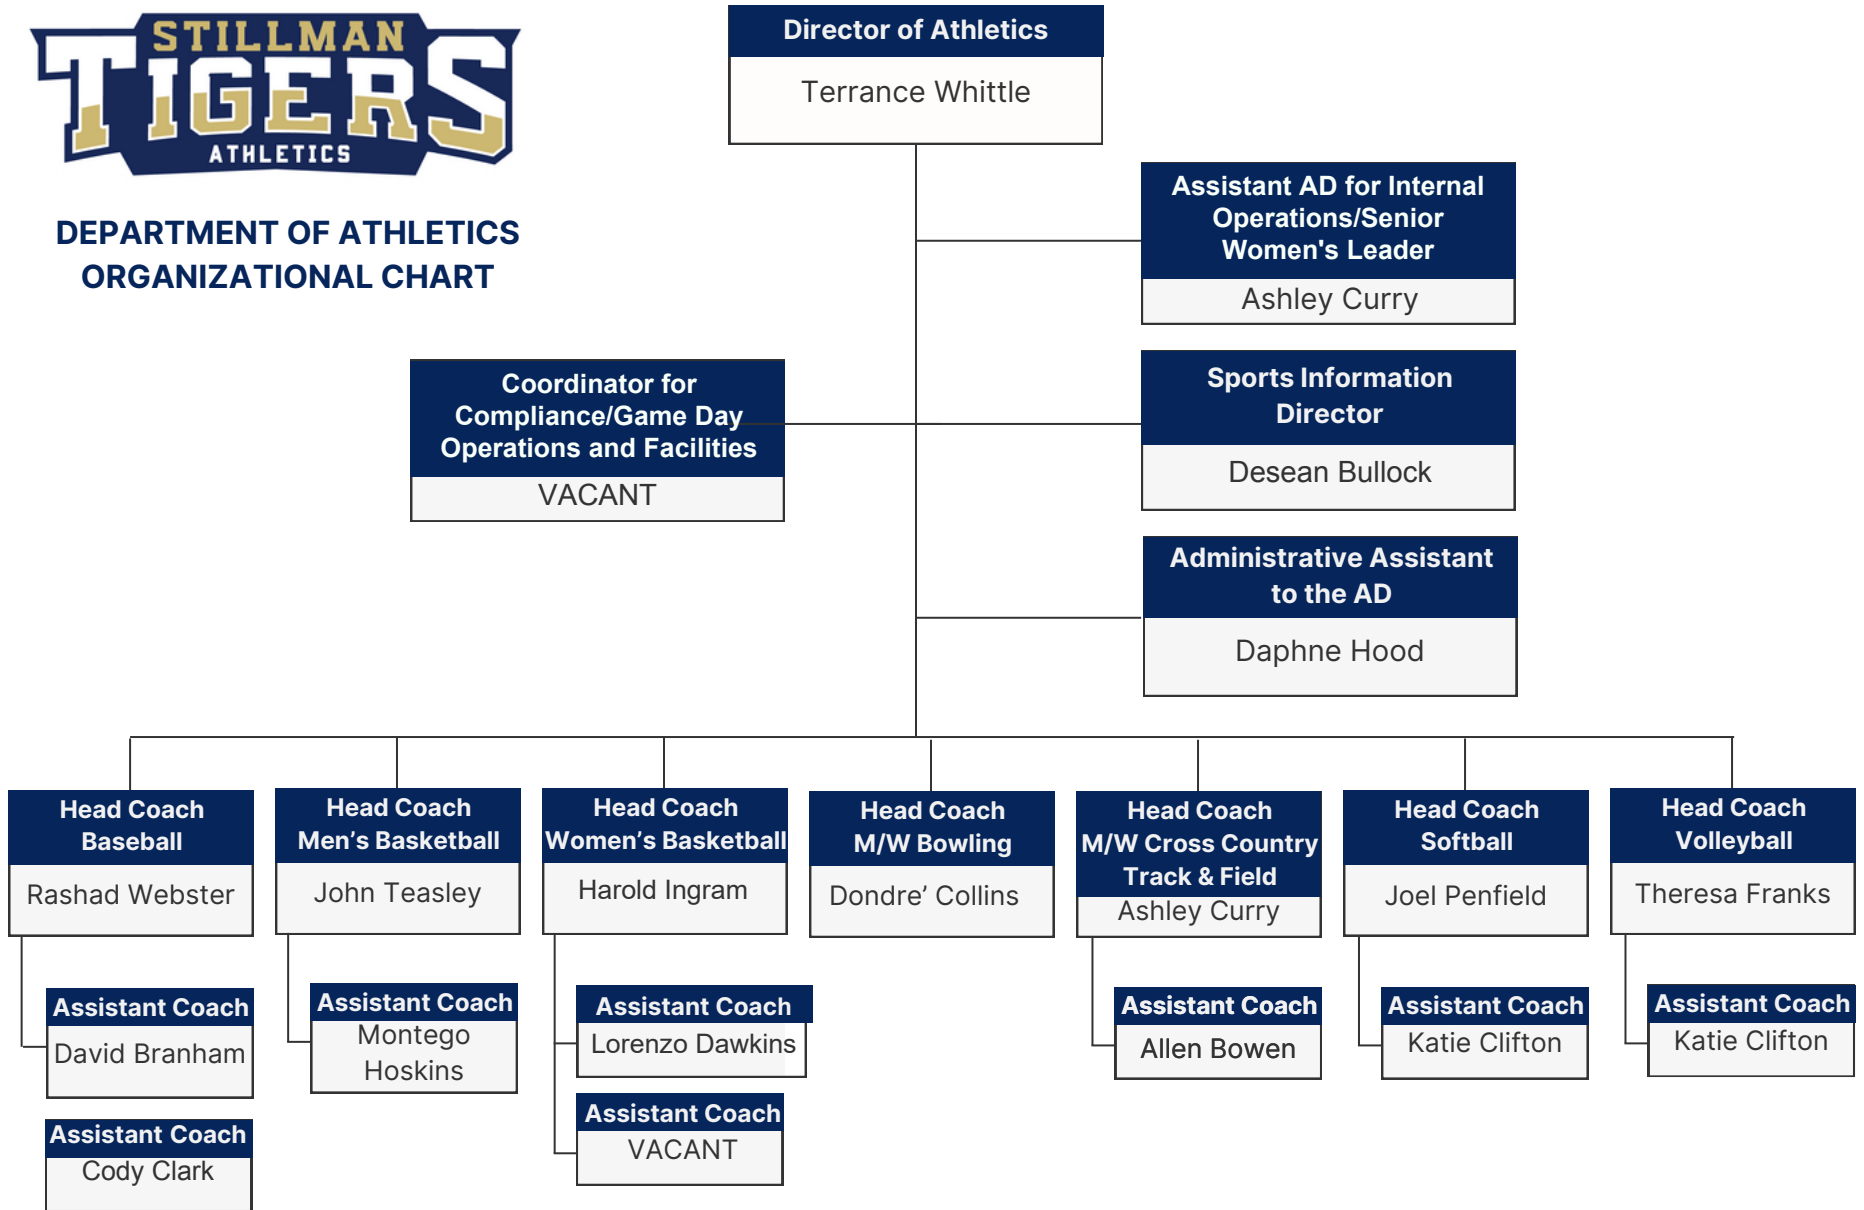 STILLMAN
TIGERS
ATHLETICS
DEPARTMENT OF ATHLETICS
ORGANIZATIONAL CHART
Director of Athletics
Terrance Whittle
Assistant AD for Internal
Operations/Senior
Women's Leader
Ashley Curry
Coordinator for
Compliance/Game Day
Operations and Facilities
VACANT
Sports Information
Director
Desean Bullock
Administrative Assistant
to the AD
Daphne Hood
Head Coach
Baseball
Rashad Webster
Assistant Coach
David Branham
Assistant Coach
Cody Clark
Head Coach
Men’s Basketball
John Teasley
Assistant Coach
Montego
Hoskins
Head Coach
Women’s Basketball
Harold Ingram
Assistant Coach
Lorenzo Dawkins
Assistant Coach
VACANT
Head Coach
M/W Bowling
Dondre’ Collins
Head Coach
M/W Cross Country
Track & Field
Ashley Curry
Assistant Coach
Allen Bowen
Head Coach
Softball
Joel Penfield
Assistant Coach
Katie Clifton
Head Coach
Volleyball
Theresa Franks
Assistant Coach
Katie Clifton